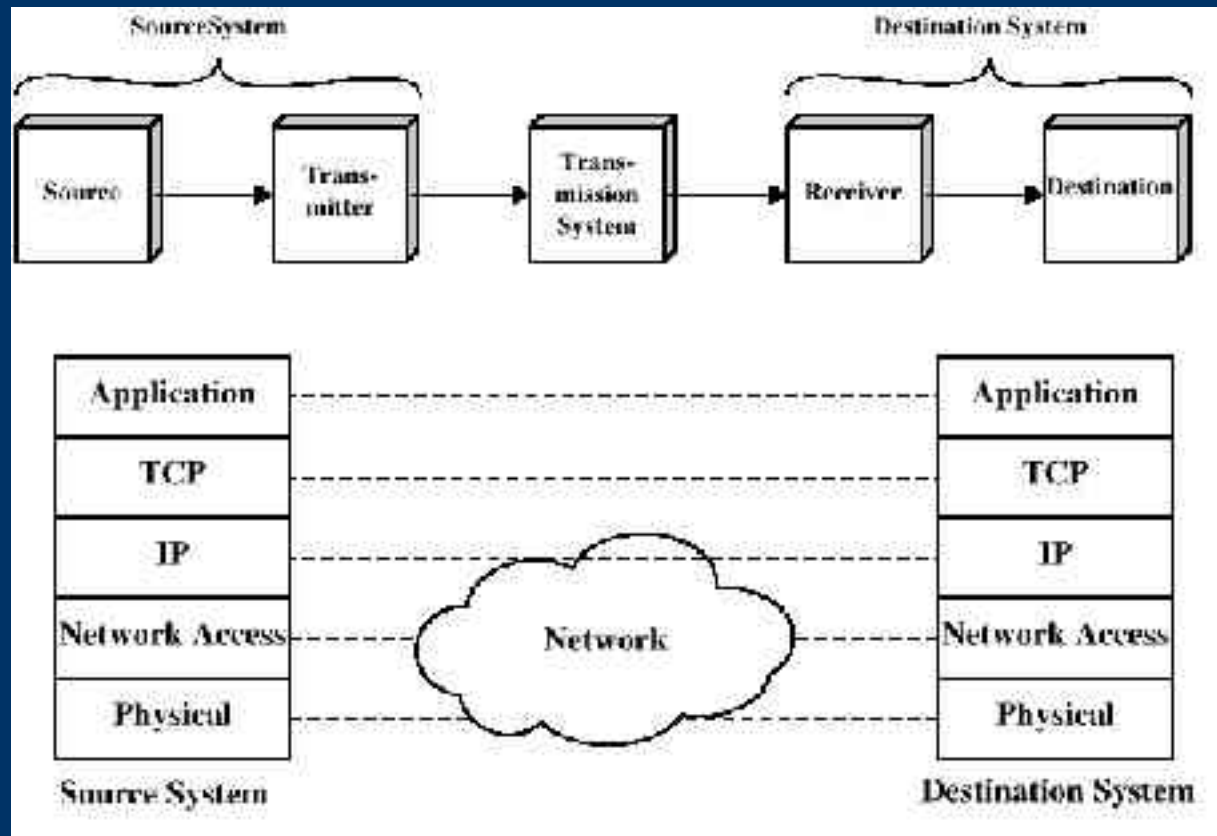 SourceSystem
Destination System
Source
Trans-
mitter
Trans-
mission
System
Receiver
Destination
Application
TCP
IP
Network Access
Physical
Source System
Network
Application
TCP
IP
Network Access
Physical
Destination System